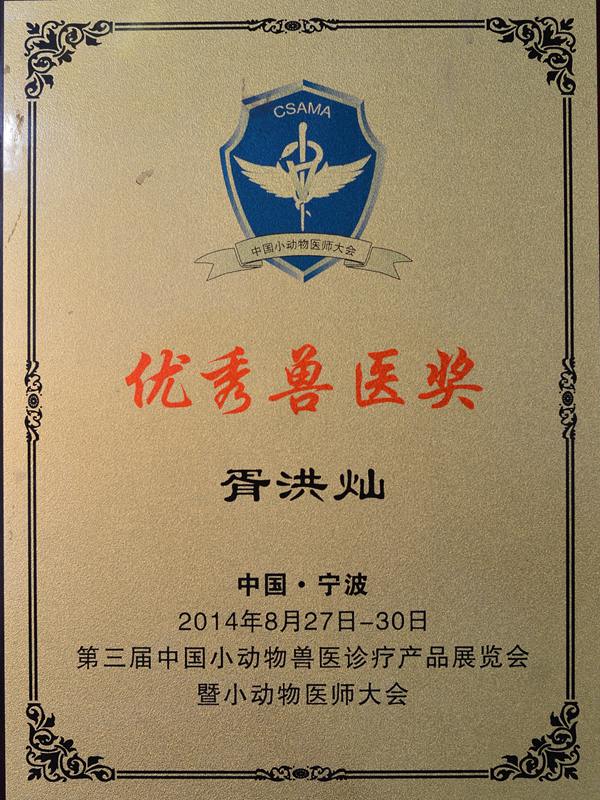 CSAMA
中国小动物医师大会
优秀兽医奖
胥洪灿
中国·宁波
2014年8月27日-30日
第三届中国小动物兽医诊疗产品展览会
暨小动物医师大会